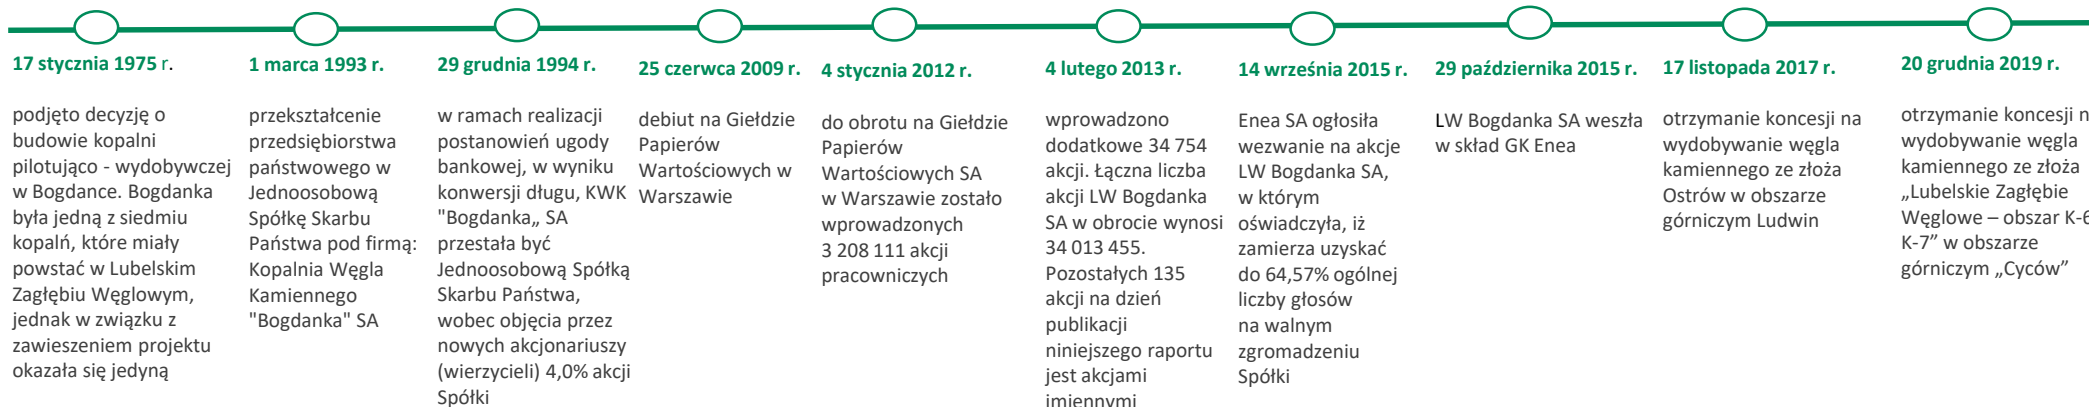 17 stycznia 1975 r.
podjęto decyzję o
budowie kopalni
pilotująco - wydobywczej
w Bogdance. Bogdanka
była jedną z siedmiu
kopalń, które miały
powstać w Lubelskim
Zagłębiu Węglowym,
jednak w związku z
zawieszeniem projektu
okazała się jedyną
1 marca 1993 r.
przekształcenie
przedsiębiorstwa
państwowego w
Jednoosobową
Spółkę Skarbu
Państwa pod firmą:
Kopalnia Węgla
Kamiennego
"Bogdanka" SA
29 grudnia 1994 r.
w ramach realizacji
postanowień ugody
bankowej, w wyniku
konwersji długu, KWK
"Bogdanka„ SA
przestała być
Jednoosobową Spółką
Skarbu Państwa,
wobec objęcia przez
nowych akcjonariuszy
(wierzycieli) 4,0% akcji
Spółki
25 czerwca 2009 r.
debiut na Giełdzie
Papierów
Wartościowych w
Warszawie
4 stycznia 2012 r.
do obrotu na Giełdzie
Papierów
Wartościowych SA
w Warszawie zostało
wprowadzonych
3 208 111 akcji
pracowniczych
4 lutego 2013 r.
wprowadzono
dodatkowe 34 754
akcji. Łączna liczba
akcji LW Bogdanka
SA w obrocie wynosi
34 013 455.
Pozostałych 135
akcji na dzień
publikacji
niniejszego raportu
jest akcjami
imiennymi
14 września 2015 r.
Enea SA ogłosiła
wezwanie na akcje
LW Bogdanka SA,
w którym
oświadczyła, iż
zamierza uzyskać
do 64,57% ogólnej
liczby głosów
na walnym
zgromadzeniu
Spółki
29 października 2015 r.
LW Bogdanka SA weszła
w skład GK Enea
17 listopada 2017 r.
otrzymanie koncesji na
wydobywanie węgla
kamiennego ze złoża
Ostrów w obszarze
górniczym Ludwin
20 grudnia 2019 r.
otrzymanie koncesji
wydobywanie węgla
kamiennego ze złoża
„Lubelskie Zagłębie
Węglowe – obszar
K-7” w obszarze
górniczym „Cyców”